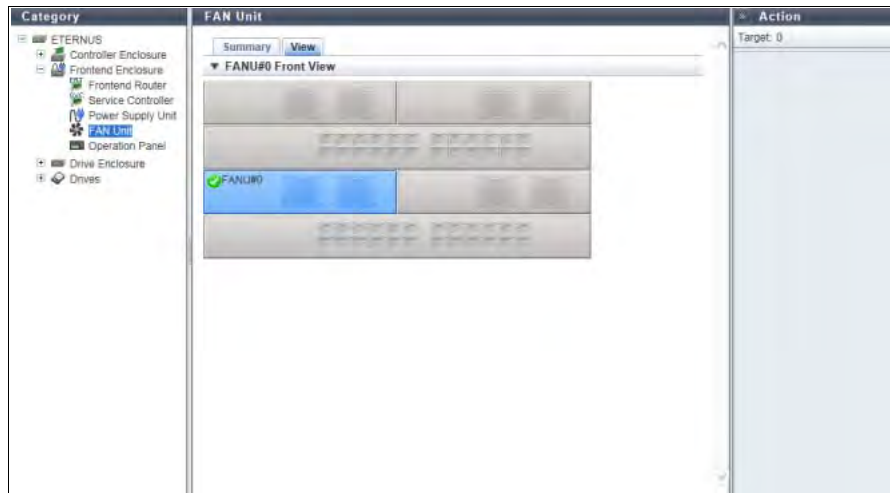 Category
ETERNUS
Controller Enclosure
Frontend Enclosure
Frontend Router
Service Controller
Power Supply Unit
FAN Unit
Operation Panel
Drive Enclosure
Drives
FAN Unit
Summary View
FANU#0 Front View
FANU#0
Action
Target: 0